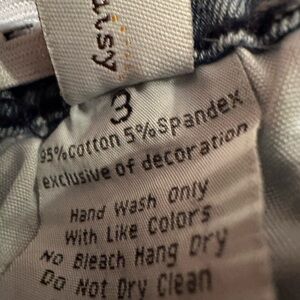 aisy
3
95%Cotton 5%Spandex
exclusive of decoration
Hand Wash Only
With Like Colors
No Bleach Hang Dry
Do Not Dry Clean